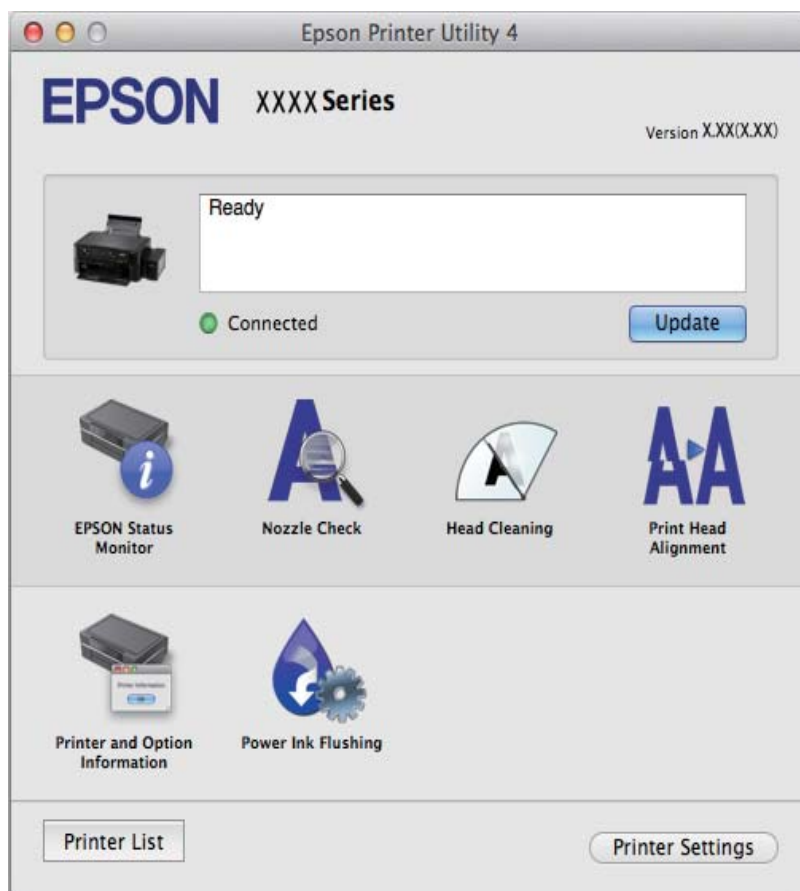 Epson Printer Utility 4
EPSON XXXX Series
Version X.XX(X.XX)
Ready
Connected
Update
EPSON Status
Monitor
Nozzle Check
Head Cleaning
Print Head
Alignment
Printer and Option
Information
Power Ink Flushing
Printer List
Printer Settings